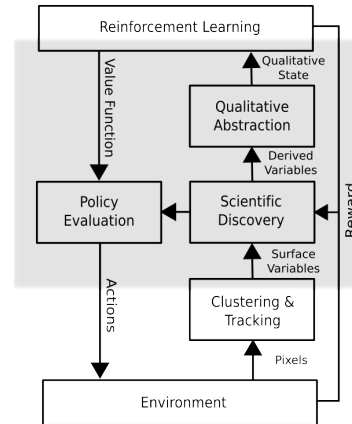 Reinforcement Learning
Value Function
Qualitative
State
Qualitative
Abstraction
Derived
Variables
Policy
Evaluation
Scientific
Discovery
Reward
Surface
Variables
Actions
Clustering &
Tracking
Pixels
Environment